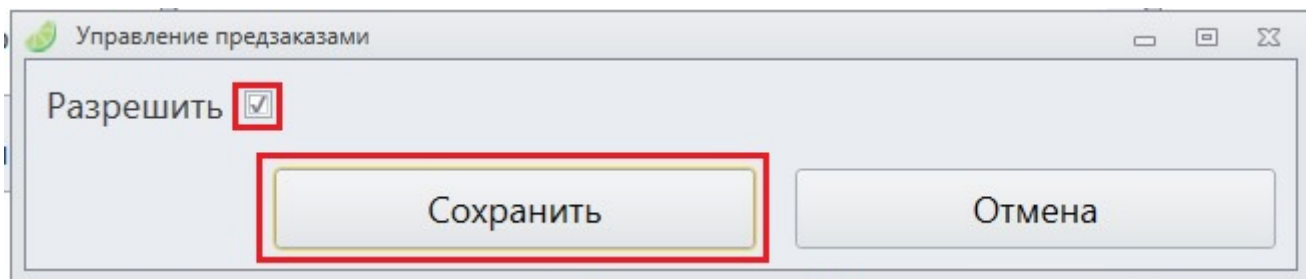 Управление предзаказами
Разрешить
Сохранить Отмена